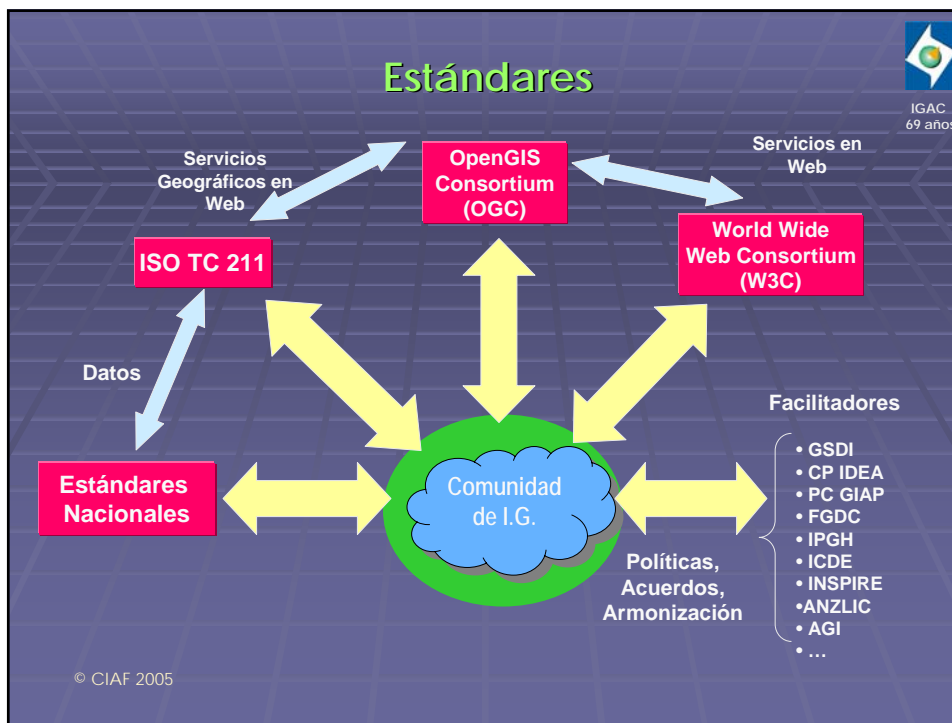 Estándares
IGAC
69 años
Servicios
Geográficos en
Web
OpenGIS
Consortium
(OGC)
Servicios en
Web
ISO TC 211
World Wide
Web Consortium
(W3C)
Datos
Estándares
Nacionales
Comunidad
de I.G.
Políticas,
Acuerdos,
Armonización
Facilitadores
• GSDI
• CP IDEA
• PC GIAP
• FGDC
• IPGH
• ICDE
• INSPIRE
•ANZLIC
• AGI
• …
© CIAF 2005